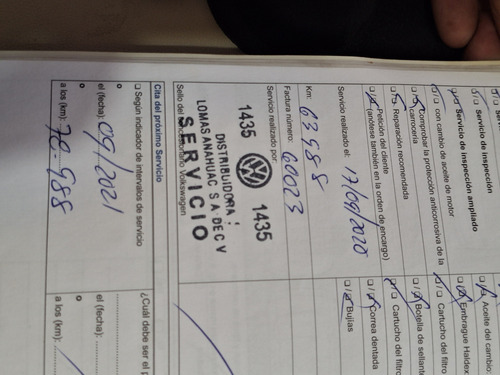 Servicio de inspección
Servicio de inspección ampliado
con cambio de aceite de motor
Comprobar la protección anticorrosiva de la
carrocería
Reparación recomendada
Petición del cliente
(anótese también en la orden de encargo)
Aceite del cambio:
Embrague Haldex
Cartucho del filtro
Botella de sellante
Cartucho del filtro
Correa dentada
Bujías
Servicio realizado el: 17/09/2020
Km: 63488
Factura número: 60023
Servicio realizado por:
1435 1435
DISTRIBUIDORA
LOMAS ANAHUAC S.A. DE C.V
SERVICIO
Sello del Concesionario Volkswagen
Cita del próximo Servicio
Según indicador de intervalos de servicio
o
el (fecha): 09/2021
o
a los (km): 78-488
¿Cuál debe ser el
el (fecha):
o
a los (km):